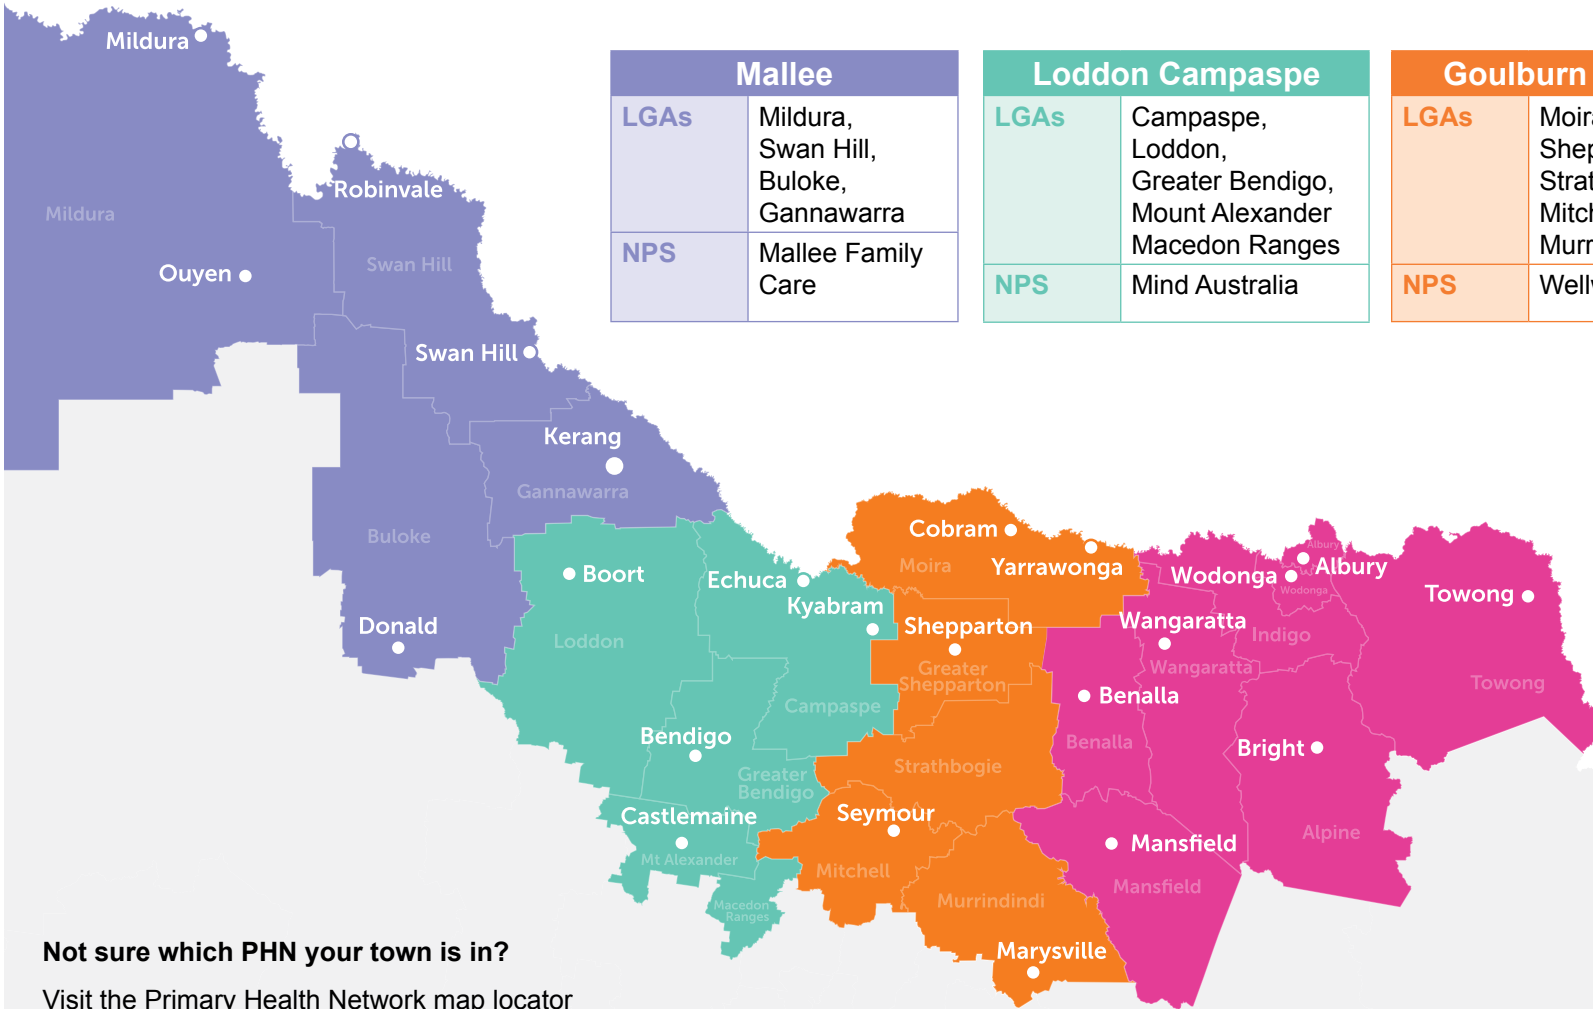 Mallee
LGAs
Mildura,
Swan Hill,
Buloke,
Gannawarra
NPS
Mallee Family
Care
Loddon Campaspe
LGAs
Campaspe,
Loddon,
Greater Bendigo,
Mount Alexander
Macedon Ranges
NPS
Mind Australia
Goulburn
LGAs
NPS
Mildura
Robinvale
Mildura
Swan Hill
Ouyen
Swan Hill
Kerang
Gannawarra
Buloke
Donald
Boort
Echuca
Kyabram
Loddon
Campaspe
Bendigo
Greater
Bendigo
Castlemaine
Mt Alexander
Macedon
Ranges
Cobram
Moira
Yarrawonga
Shepparton
Greater
Shepparton
Strathbogie
Seymour
Mitchell
Murrindindi
Marysville
Albury
Albury
Wodonga
Wodonga
Towong
Wangaratta
Indigo
Wangaratta
Towong
Benalla
Benalla
Bright
Alpine
Mansfield
Mansfield
Not sure which PHN your town is in?
Visit the Primary Health Network map locator